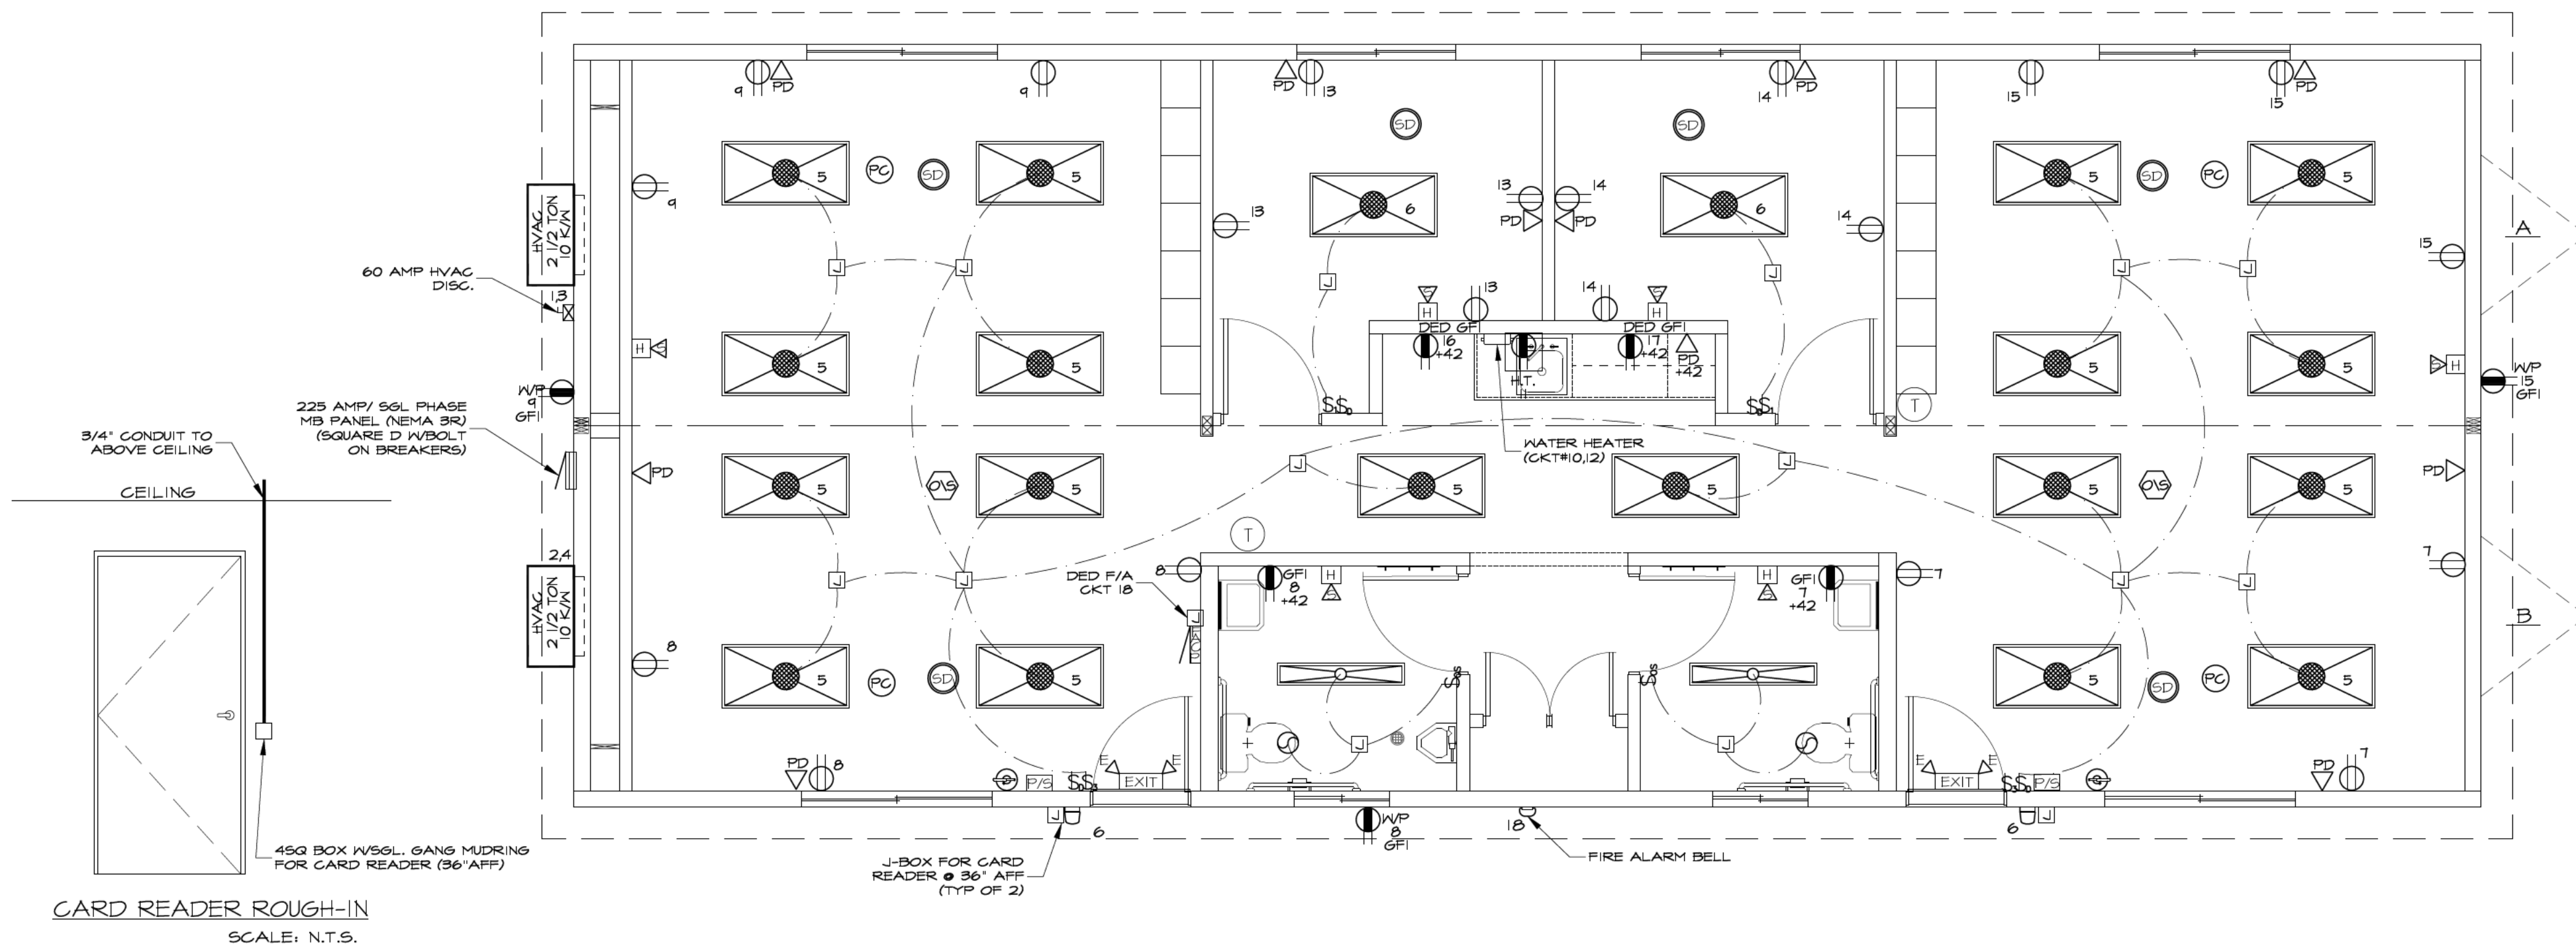 9
PD
9
PD
13
14
PD
15
15
PD
SD
SD
5
PC
SD
5
5
SD
PC
5
6
6
9
13
PD
14
PD
13
14
HVAC
2 1/2 TON
10 K/W
60 AMP HVAC
DISC.
1,3
15
A
J
J
J
J
J
J
S
H
13
14
S
H
DED GFI
16
+42
DED GFI
17
+42
PD
+42
H.T.
H
S
5
5
5
5
S
H
W/P
9
GFI
W/P
15
GFI
T
$$
$$
225 AMP/ SGL PHASE
MB PANEL (NEMA 3R)
(SQUARE D W/BOLT
ON BREAKERS)
3/4" CONDUIT TO
ABOVE CEILING
CEILING
WATER HEATER
(CKT#10,12)
PD
J
J
PD
5
O\S
5
5
5
5
O\S
5
T
2,4
HVAC
2 1/2 TON
10 K/W
DED F/A
CKT 18
8
GFI
8
+42
H
S
H
S
GFI
7
+42
7
7
J
J
J
J
J
FACS
B
8
5
PC
SD
5
5
SD
PC
5
J
J
PD
8
P/S
$$
E
EXIT
E
E
EXIT
E
$$
P/S
PD
7
J
6
W/P
8
GFI
18
6
J
4SQ BOX W/SGL. GANG MUDRING
FOR CARD READER (36"AFF)
J-BOX FOR CARD
READER @ 36" AFF
(TYP OF 2)
FIRE ALARM BELL
CARD READER ROUGH-IN
SCALE: N.T.S.